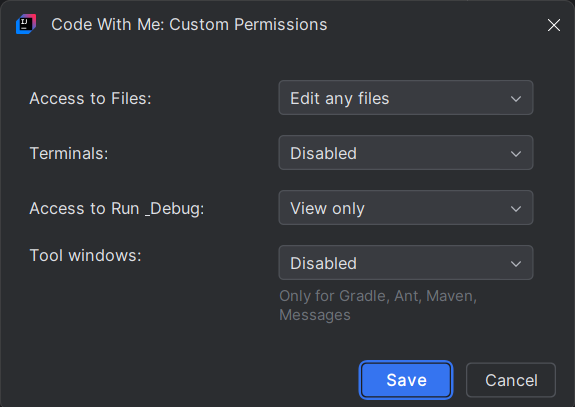 Code With Me: Custom Permissions
Access to Files: Edit any files
Terminals: Disabled
Access to Run _Debug: View only
Tool windows: Disabled
Only for Gradle, Ant, Maven,
Messages
Save Cancel